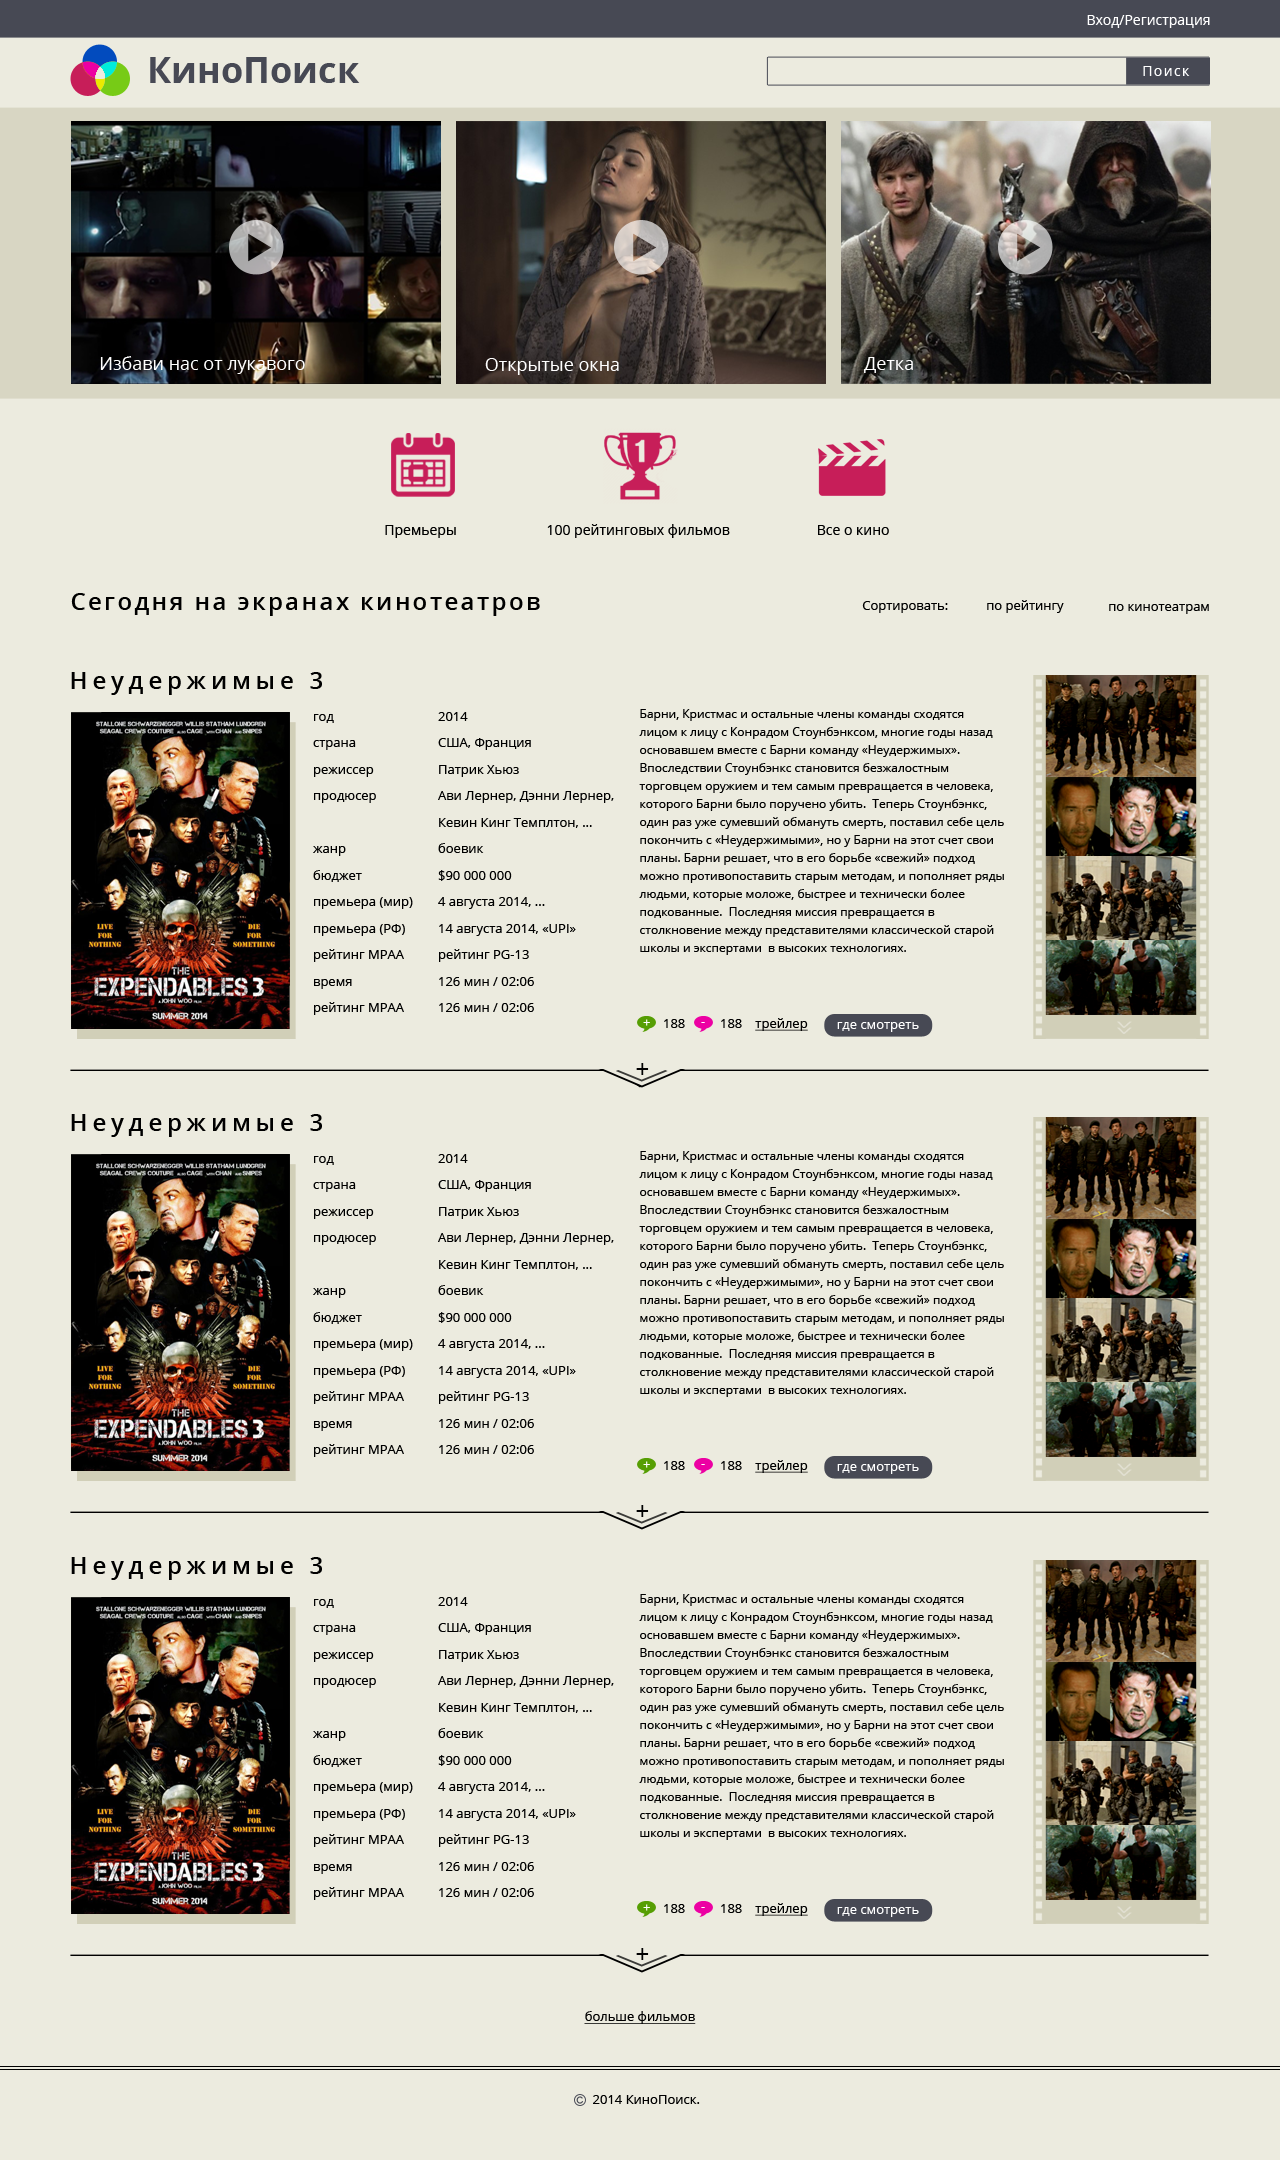 Вход/Регистрация
КиноПоиск
Поиск
Избави нас от лукавого
Открытые окна
Детка
1
Премьеры
100 рейтинговых фильмов
Все о кино
Сегодня на экранах кинотеатров
Сортировать: по рейтингу по кинотеатрам
Неудержимые 3
STALLONE SCHWARZENEGGER WILLIS STATHAM LUNDGREN
SEAGAL CREWS COUTURE CAGE CHAN SNIPES
LIVE
FOR
NOTHING
DIE
FOR
SOMETHING
THE
EXPENDABLES 3
A JOHN WOO FILM
SUMMER 2014
год 2014
страна США, Франция
режиссер Патрик Хьюз
продюсер Ави Лернер, Дэнни Лернер,
Кевин Кинг Темплтон, ...
жанр боевик
бюджет $90 000 000
премьера (мир) 4 августа 2014, ...
премьера (РФ) 14 августа 2014, «UPI»
рейтинг MPAA рейтинг PG-13
время 126 мин / 02:06
рейтинг MPAA 126 мин / 02:06
Барни, Кристмас и остальные члены команды сходятся
лицом к лицу с Конрадом Стоунбэнксом, многие годы назад
основавшем вместе с Барни команду «Неудержимых».
Впоследствии Стоунбэнкс становится безжалостным
торговцем оружием и тем самым превращается в человека,
которого Барни было поручено убить. Теперь Стоунбэнкс,
один раз уже сумевший обмануть смерть, поставил себе цель
покончить с «Неудержимыми», но у Барни на этот счет свои
планы. Барни решает, что в его борьбе «свежий» подход
можно противопоставить старым методам, и пополняет ряды
людьми, которые моложе, быстрее и технически более
подкованные. Последняя миссия превращается в
столкновение между представителями классической старой
школы и экспертами в высоких технологиях.
+ 188 - 188 трейлер где смотреть
+
Неудержимые 3
STALLONE SCHWARZENEGGER WILLIS STATHAM LUNDGREN
SEAGAL CREWS COUTURE CAGE CHAN SNIPES
LIVE
FOR
NOTHING
DIE
FOR
SOMETHING
THE
EXPENDABLES 3
A JOHN WOO FILM
SUMMER 2014
год 2014
страна США, Франция
режиссер Патрик Хьюз
продюсер Ави Лернер, Дэнни Лернер,
Кевин Кинг Темплтон, ...
жанр боевик
бюджет $90 000 000
премьера (мир) 4 августа 2014, ...
премьера (РФ) 14 августа 2014, «UPI»
рейтинг MPAA рейтинг PG-13
время 126 мин / 02:06
рейтинг MPAA 126 мин / 02:06
Барни, Кристмас и остальные члены команды сходятся
лицом к лицу с Конрадом Стоунбэнксом, многие годы назад
основавшем вместе с Барни команду «Неудержимых».
Впоследствии Стоунбэнкс становится безжалостным
торговцем оружием и тем самым превращается в человека,
которого Барни было поручено убить. Теперь Стоунбэнкс,
один раз уже сумевший обмануть смерть, поставил себе цель
покончить с «Неудержимыми», но у Барни на этот счет свои
планы. Барни решает, что в его борьбе «свежий» подход
можно противопоставить старым методам, и пополняет ряды
людьми, которые моложе, быстрее и технически более
подкованные. Последняя миссия превращается в
столкновение между представителями классической старой
школы и экспертами в высоких технологиях.
+ 188 - 188 трейлер где смотреть
+
Неудержимые 3
STALLONE SCHWARZENEGGER WILLIS STATHAM LUNDGREN
SEAGAL CREWS COUTURE CAGE CHAN SNIPES
LIVE
FOR
NOTHING
DIE
FOR
SOMETHING
THE
EXPENDABLES 3
A JOHN WOO FILM
SUMMER 2014
год 2014
страна США, Франция
режиссер Патрик Хьюз
продюсер Ави Лернер, Дэнни Лернер,
Кевин Кинг Темплтон, ...
жанр боевик
бюджет $90 000 000
премьера (мир) 4 августа 2014, ...
премьера (РФ) 14 августа 2014, «UPI»
рейтинг MPAA рейтинг PG-13
время 126 мин / 02:06
рейтинг MPAA 126 мин / 02:06
Барни, Кристмас и остальные члены команды сходятся
лицом к лицу с Конрадом Стоунбэнксом, многие годы назад
основавшем вместе с Барни команду «Неудержимых».
Впоследствии Стоунбэнкс становится безжалостным
торговцем оружием и тем самым превращается в человека,
которого Барни было поручено убить. Теперь Стоунбэнкс,
один раз уже сумевший обмануть смерть, поставил себе цель
покончить с «Неудержимыми», но у Барни на этот счет свои
планы. Барни решает, что в его борьбе «свежий» подход
можно противопоставить старым методам, и пополняет ряды
людьми, которые моложе, быстрее и технически более
подкованные. Последняя миссия превращается в
столкновение между представителями классической старой
школы и экспертами в высоких технологиях.
+ 188 - 188 трейлер где смотреть
+
больше фильмов
© 2014 КиноПоиск.